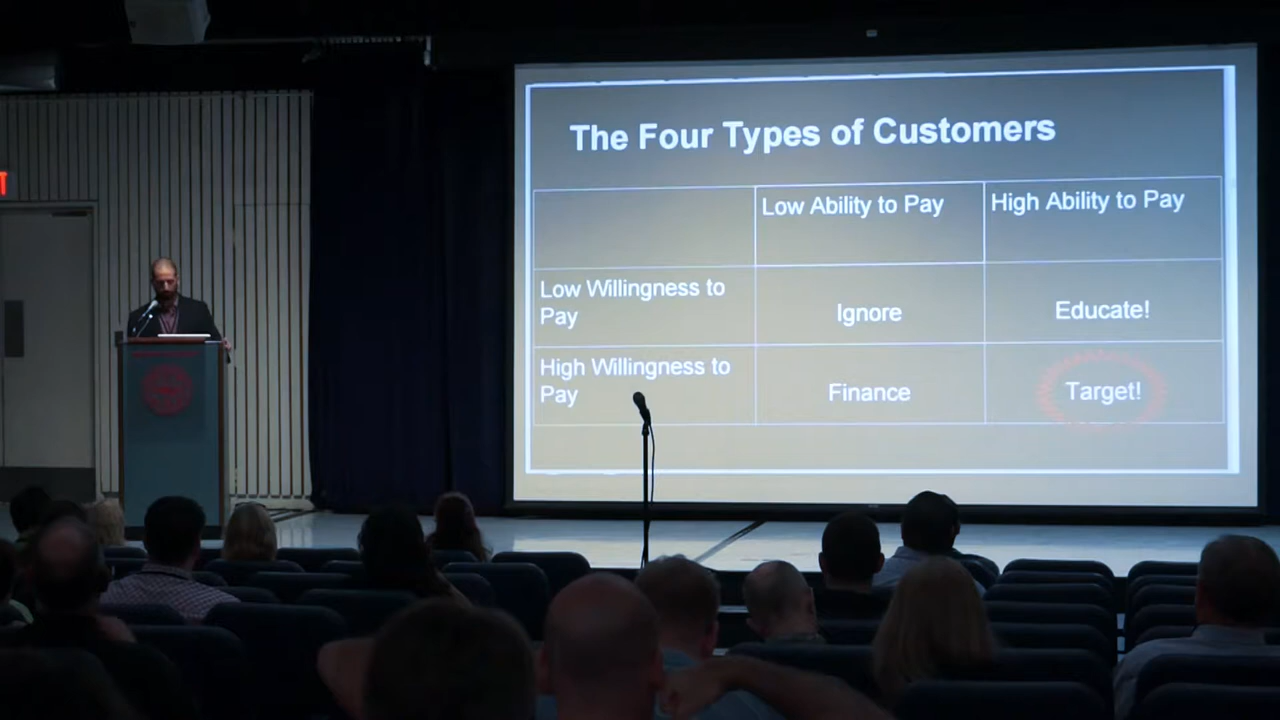 The Four Types of Customers
Low Ability to Pay
High Ability to Pay
Low Willingness to
Pay
Ignore
Educate!
High Willingness to
Pay
Finance
Target!